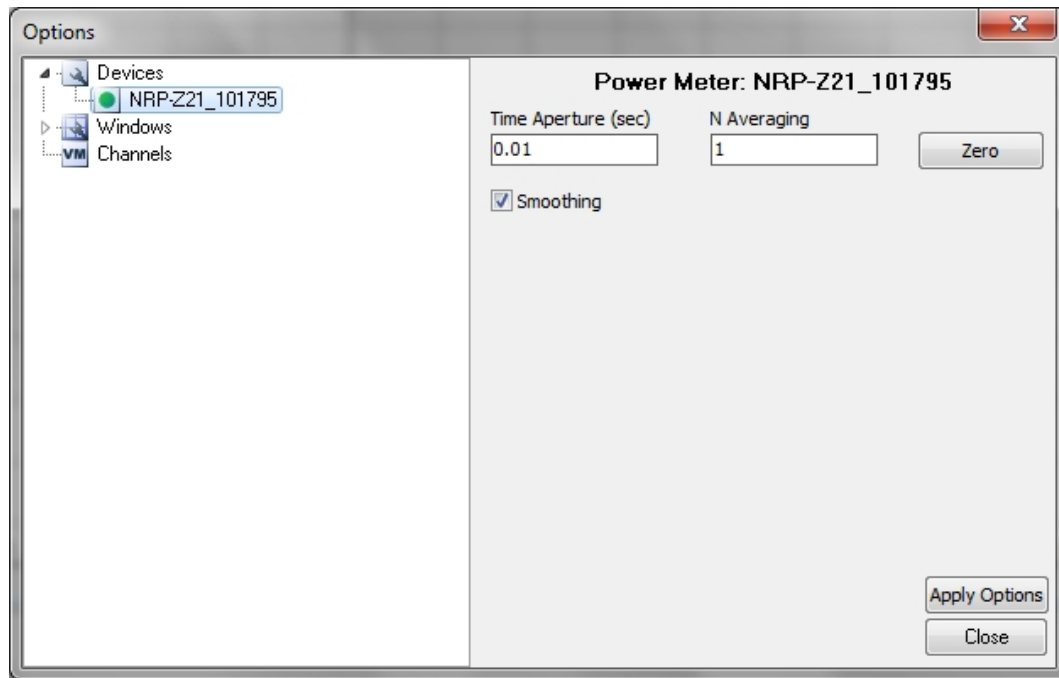 Options
Devices
NRP-Z21_101795
Windows
VM Channels
Power Meter: NRP-Z21_101795
Time Aperture (sec) N Averaging
0.01 1 Zero
Smoothing
Apply Options
Close